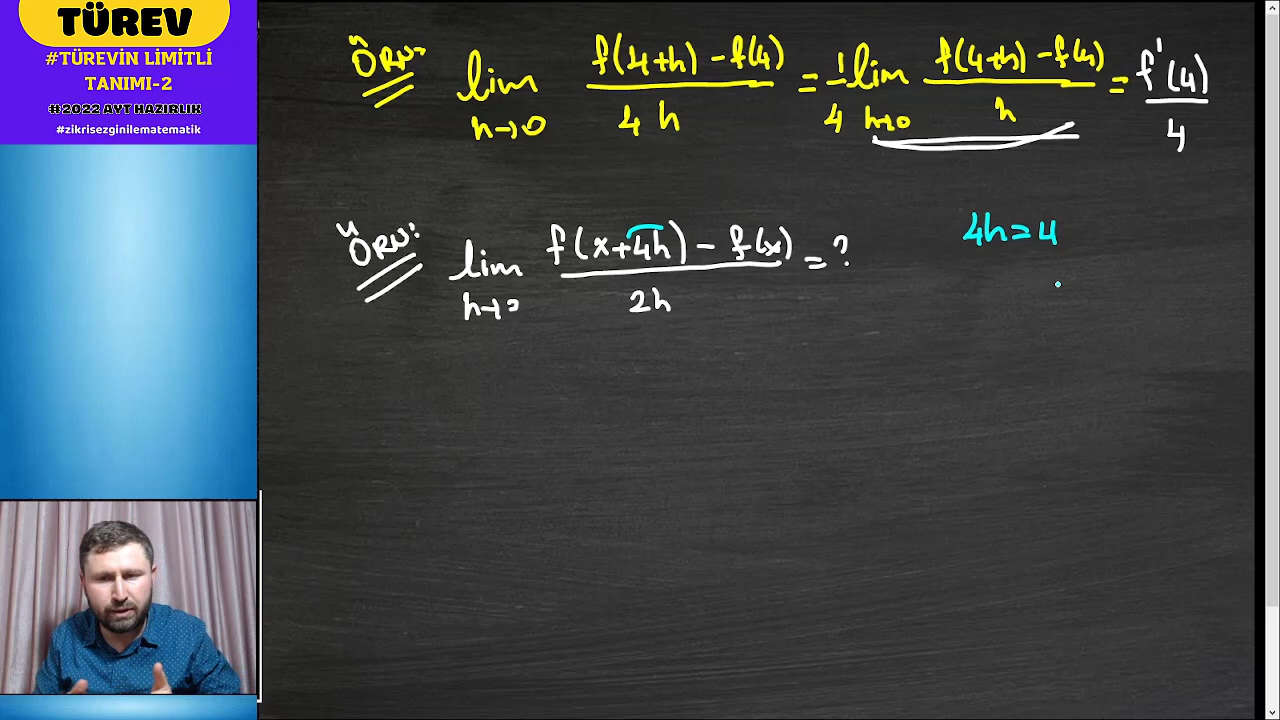 TÜREV
#TÜREVİN LİMİTLİ
TANIMI-2
#2022 AYT HAZIRLIK
#zikrisezginilematematik
ÖRN: lim h→0 f(4+h) - f(4) / 4h = 1/4 lim h→0 f(4+h) - f(4) / h = f'(4) / 4
ÖRN: lim h→0 f(x+4h) - f(x) / 2h = ?
4h = 4